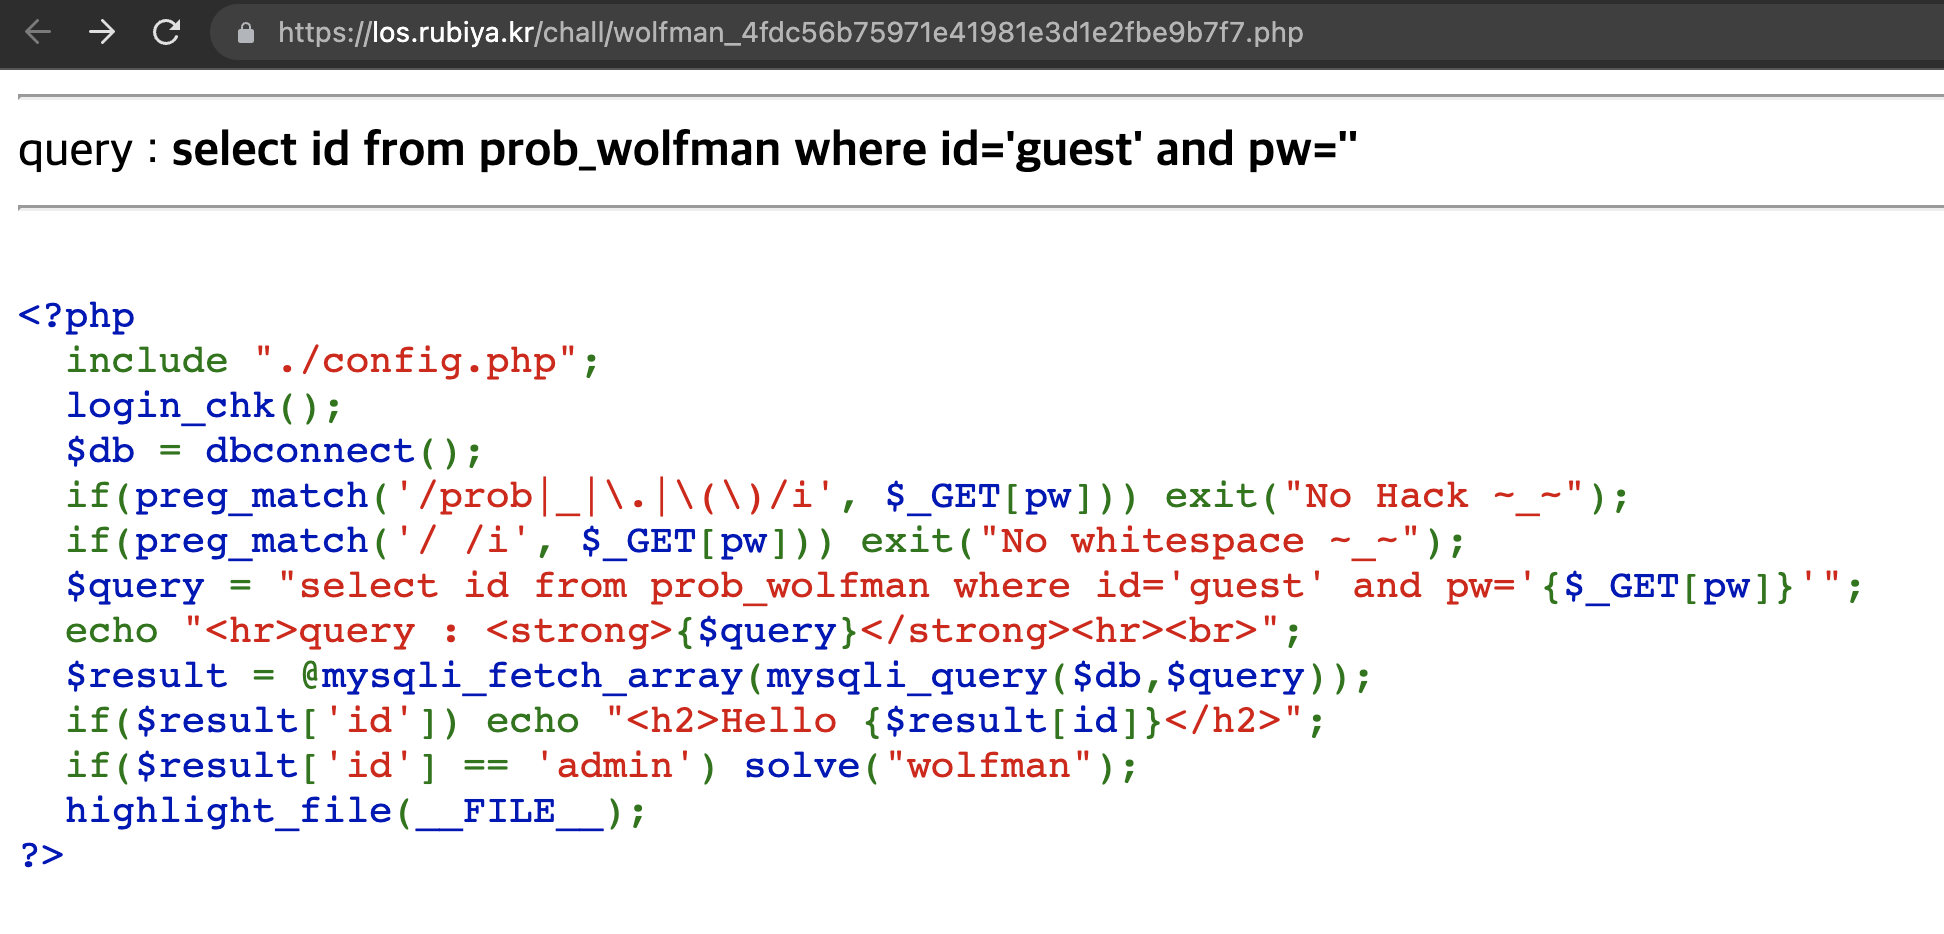 https://los.rubiya.kr/chall/wolfman_4fdc56b75971e41981e3d1e2fbe9b7f7.php
query : select id from prob_wolfman where id='guest' and pw=''
<?php
  include "./config.php";
  login_chk();
  $db = dbconnect();
  if(preg_match('/prob|_|\.|\(\)/i', $_GET[pw])) exit("No Hack ~_~");
  if(preg_match('/ /i', $_GET[pw])) exit("No whitespace ~_~");
  $query = "select id from prob_wolfman where id='guest' and pw='{$_GET[pw]}'";
  echo "<hr>query : <strong>{$query}</strong><hr><br>";
  $result = @mysqli_fetch_array(mysqli_query($db,$query));
  if($result['id']) echo "<h2>Hello {$result[id]}</h2>";
  if($result['id'] == 'admin') solve("wolfman");
  highlight_file(__FILE__);
?>